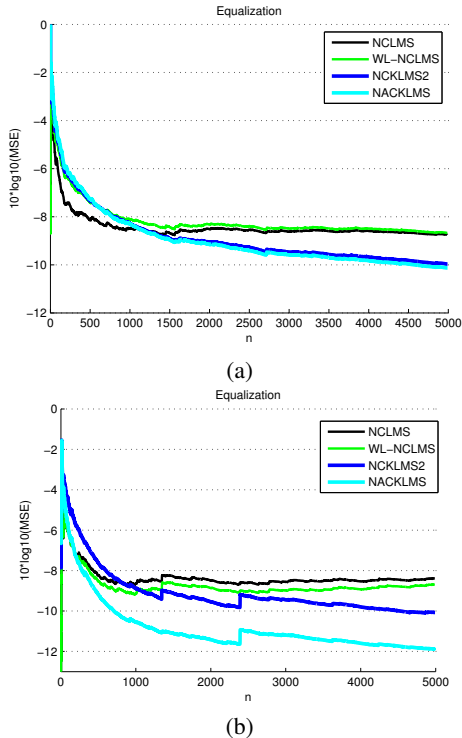 Equalization
0
−2
−4
−6
−8
−10
−12
10*log10(MSE)
NCLMS
WL−NCLMS
NCKLMS2
NACKLMS
0 500 1000 1500 2000 2500 3000 3500 4000 4500 5000
n
(a)
Equalization
0
−2
−4
−6
−8
−10
−12
10*log10(MSE)
NCLMS
WL−NCLMS
NCKLMS2
NACKLMS
0 1000 2000 3000 4000 5000
n
(b)